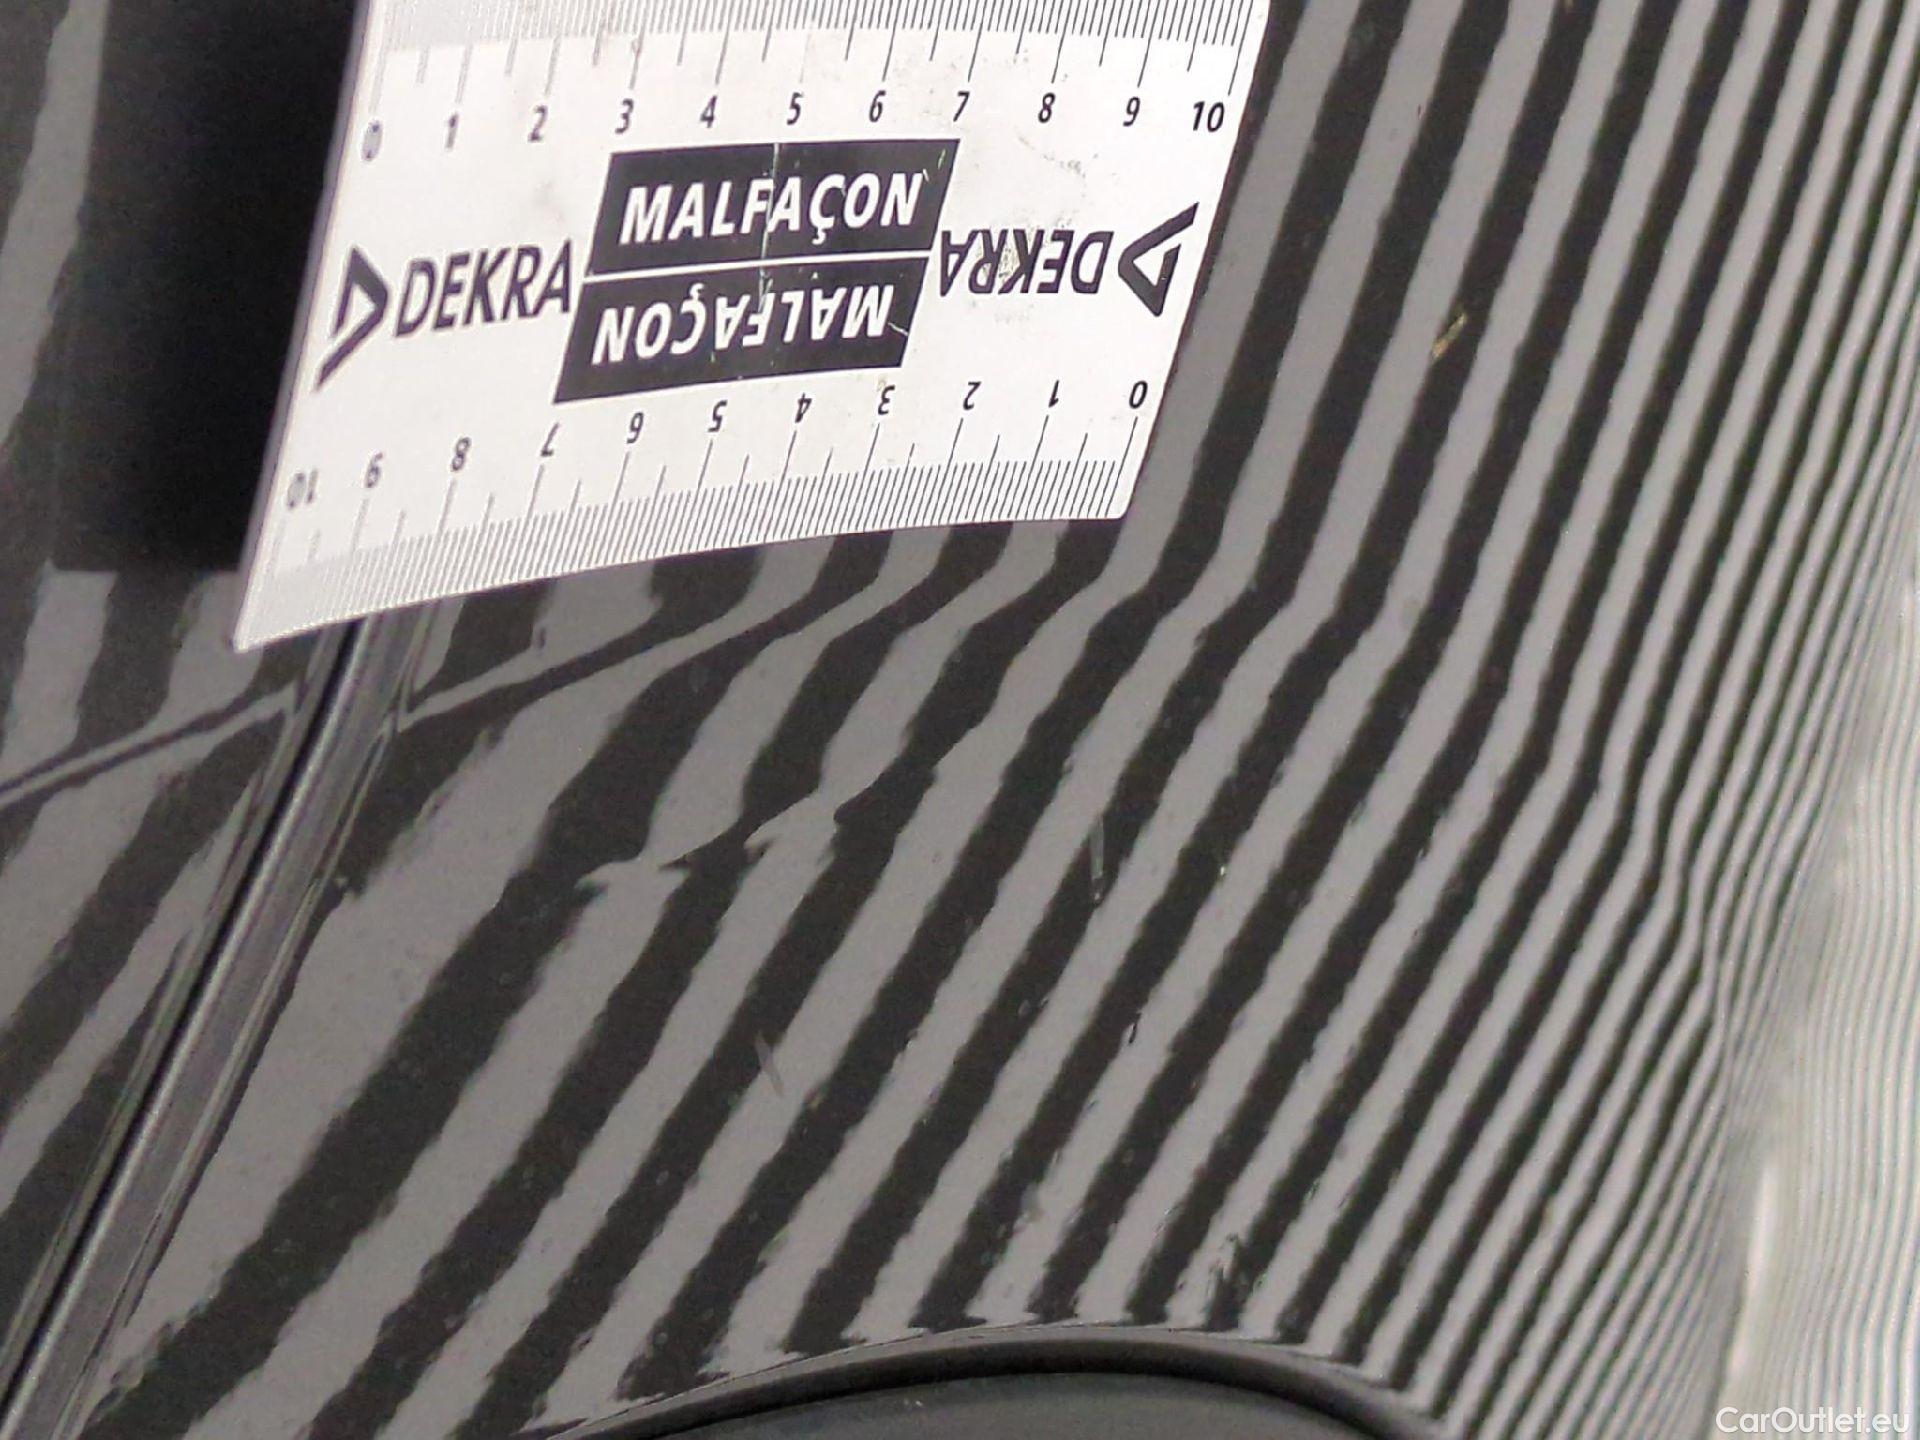 0 1 2 3 4 5 6 7 8 9 10
MALFAÇON
DEKRA
DEKRA
MALFAÇON
10 9 8 7 6 5 4 3 2 1 0
CarOutlet.eu